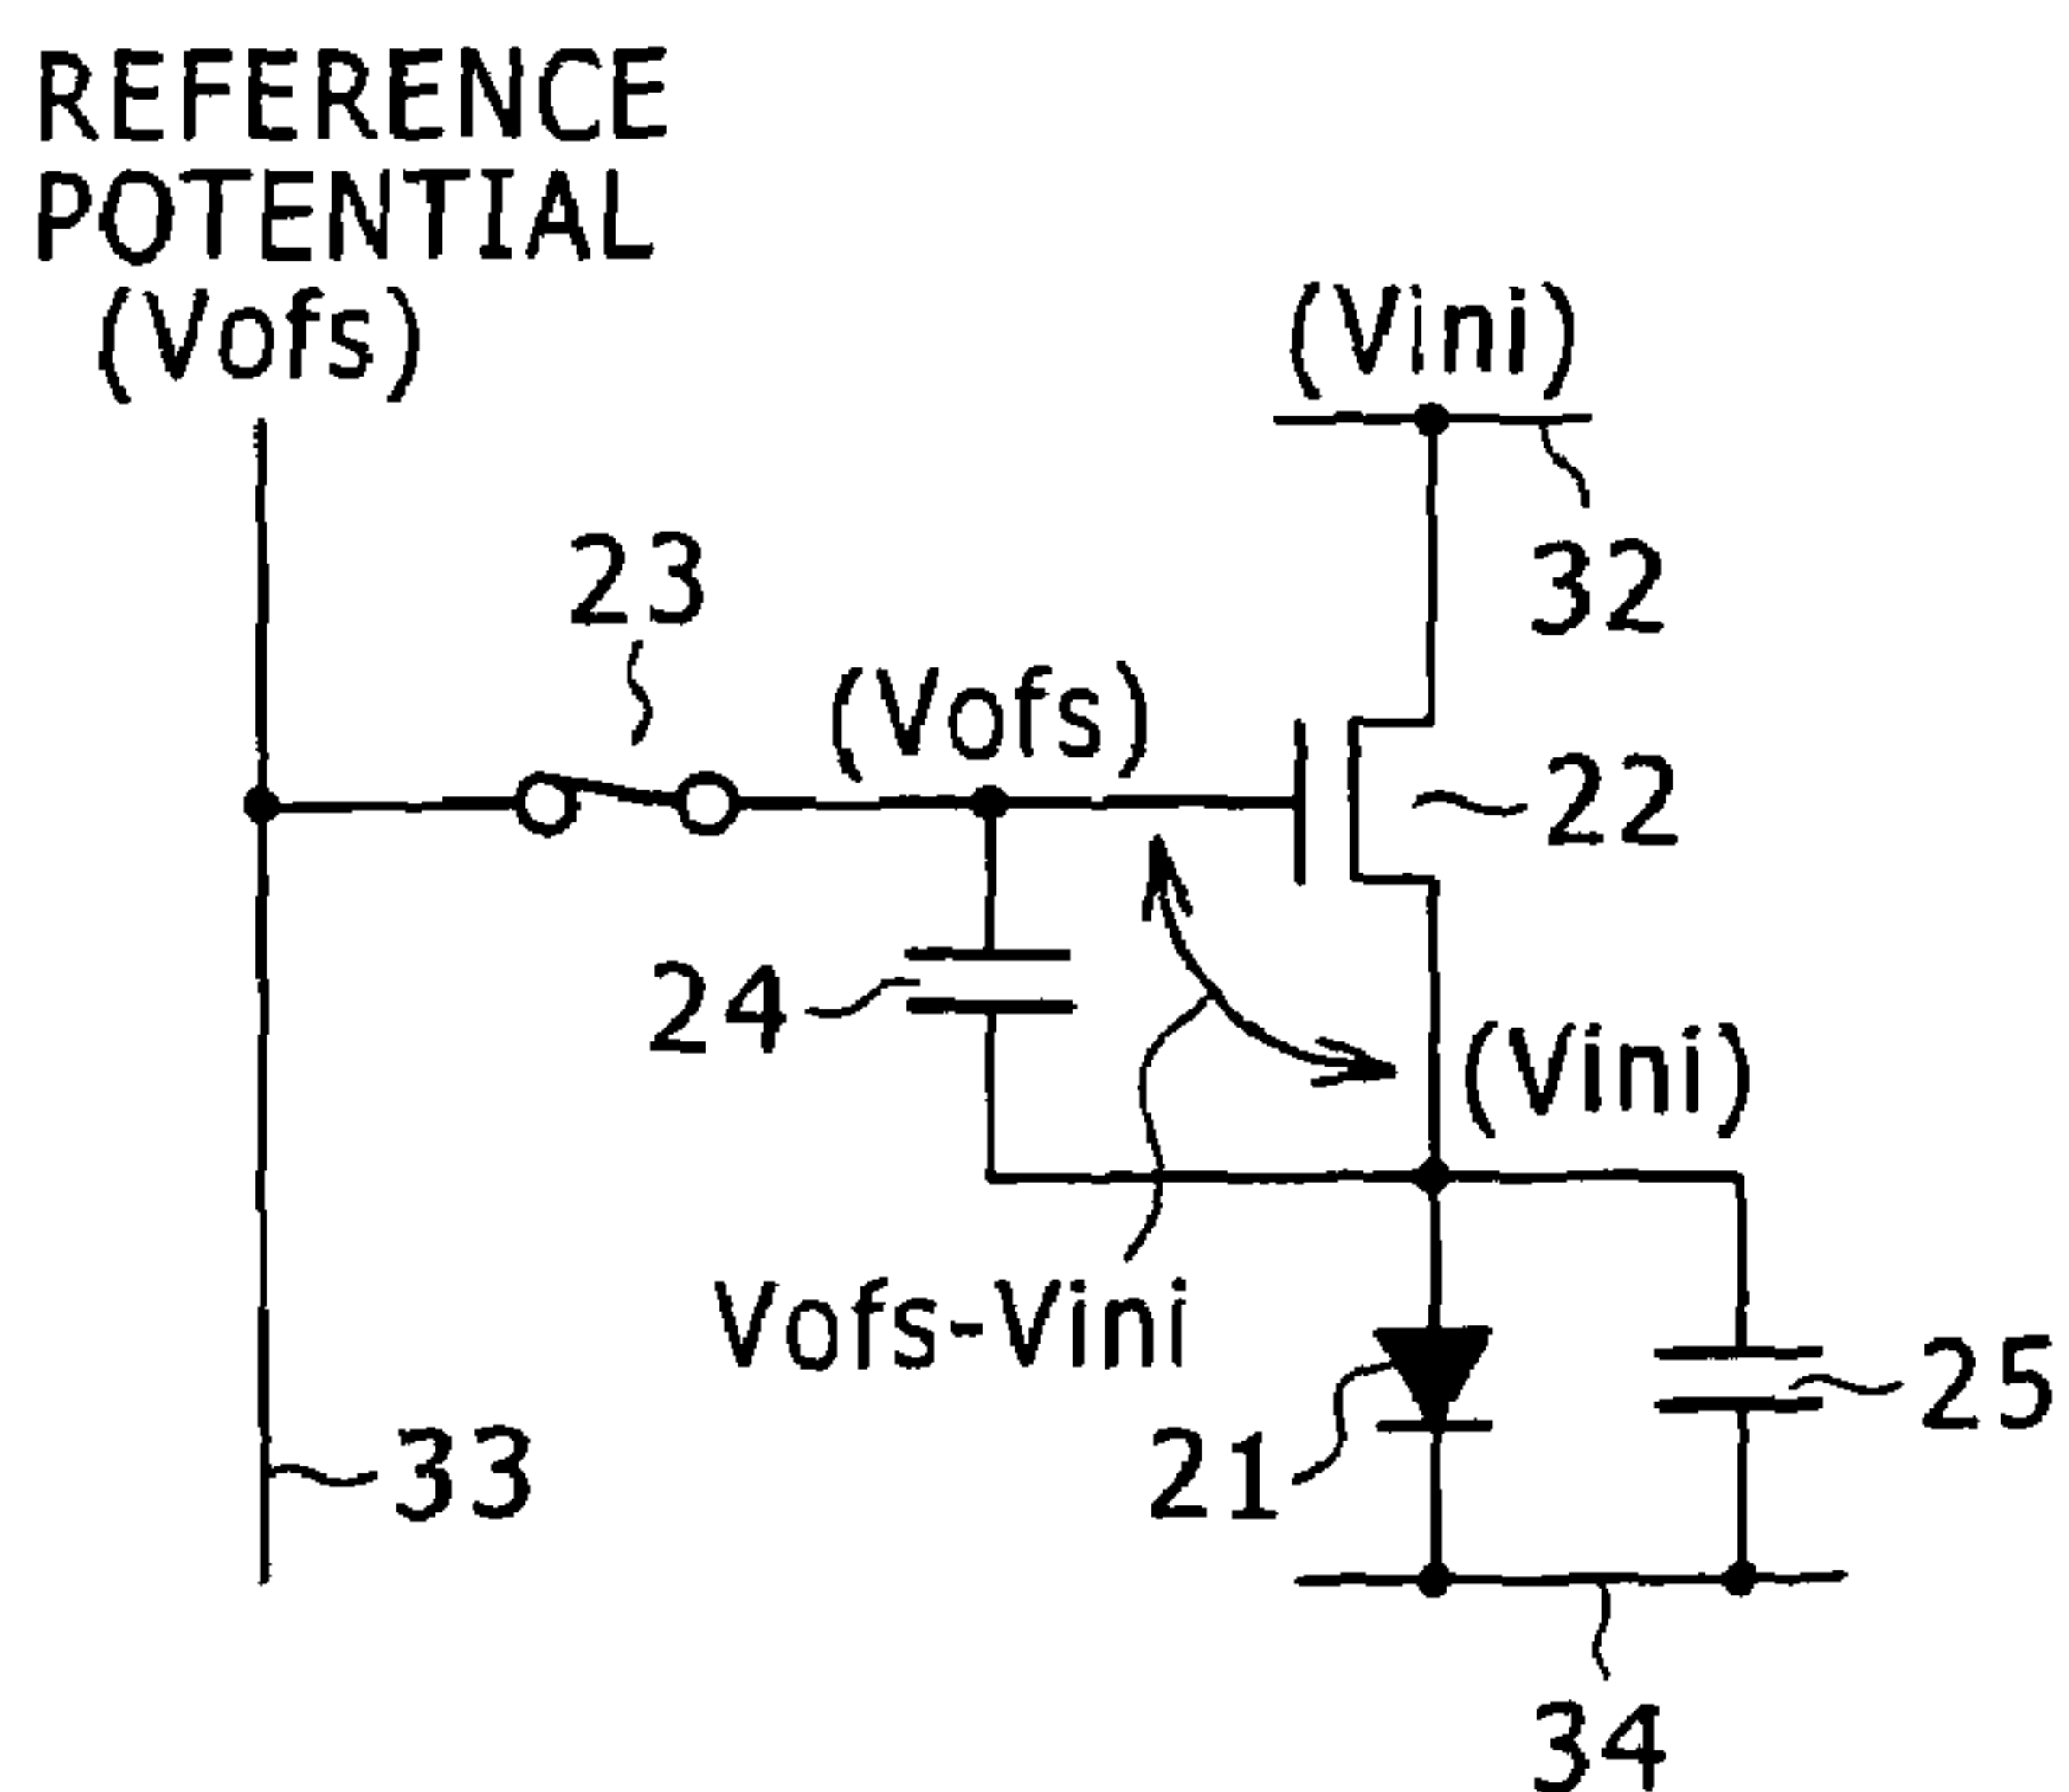 REFERENCE
POTENTIAL
(Vofs)
(Vini)
32
23
(Vofs)
22
24
(Vini)
Vofs-Vini
25
21
33
34